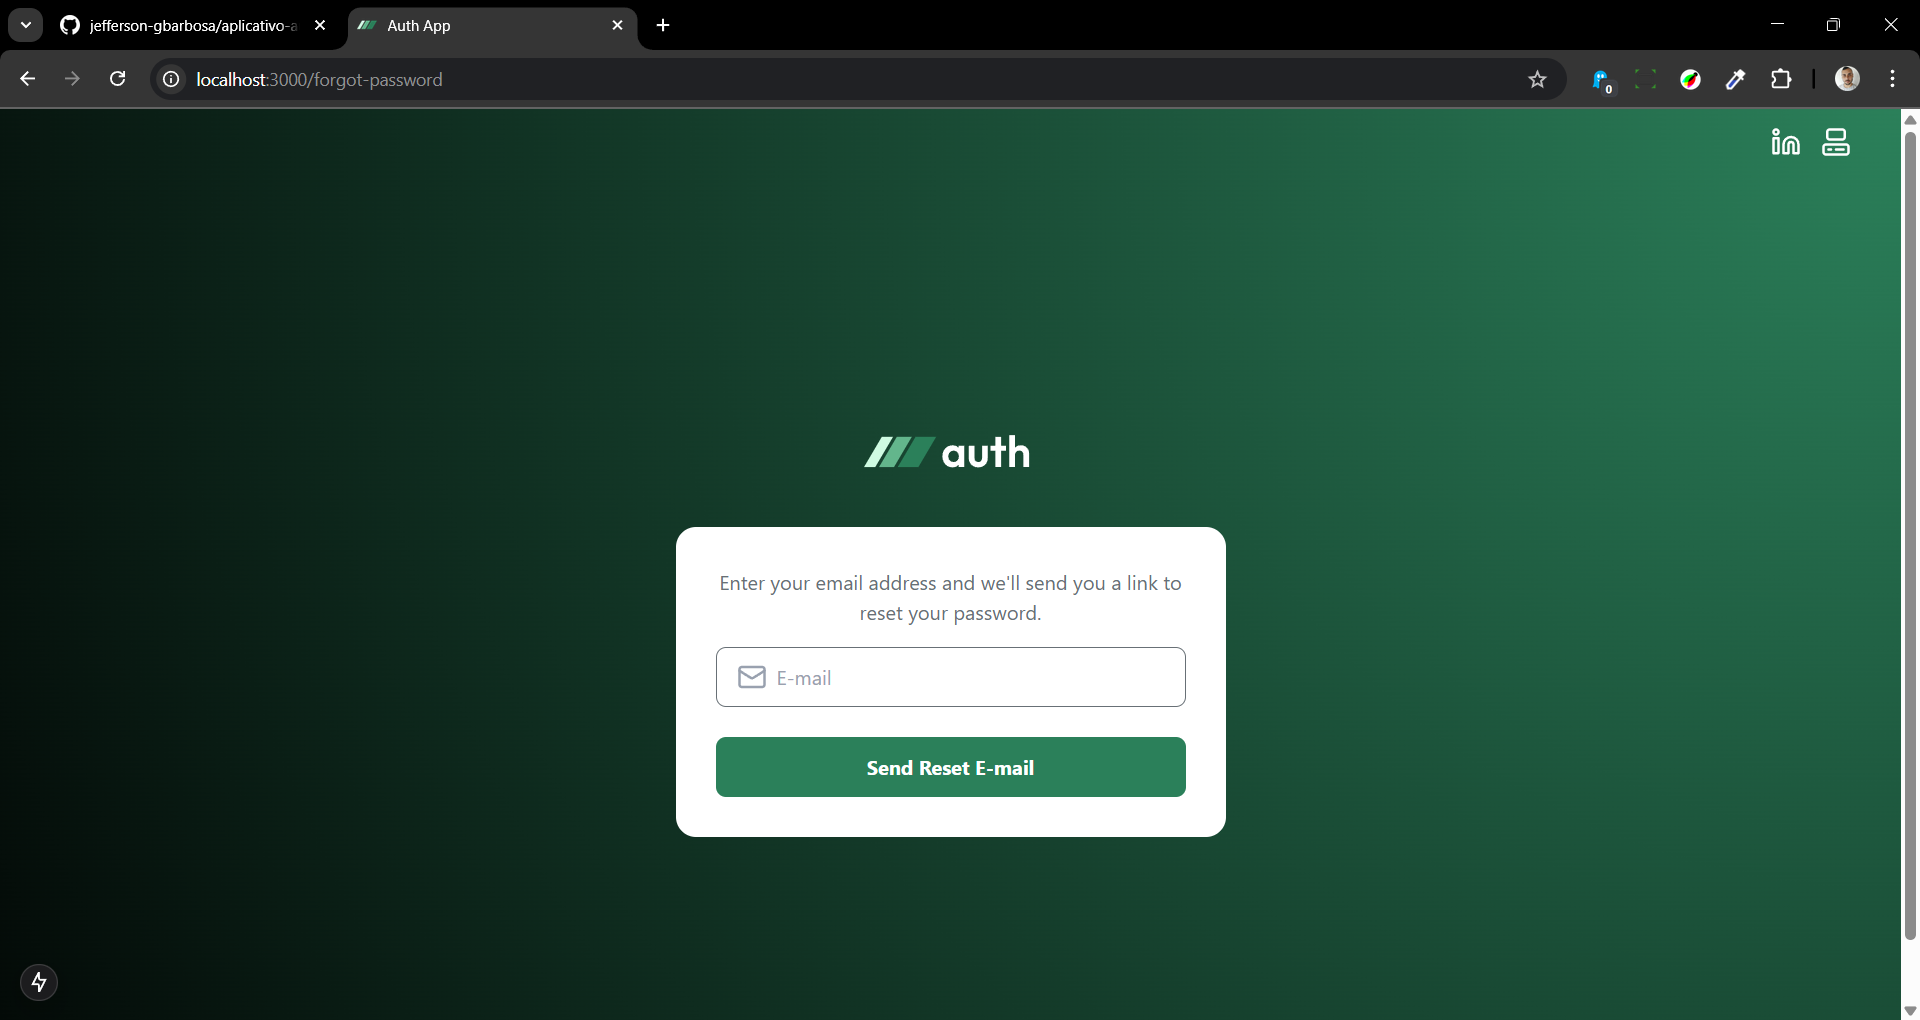 jefferson-gbarbosa/aplicativo-a
Auth App
localhost:3000/forgot-password
0
in
auth
Enter your email address and we'll send you a link to
reset your password.
E-mail
Send Reset E-mail